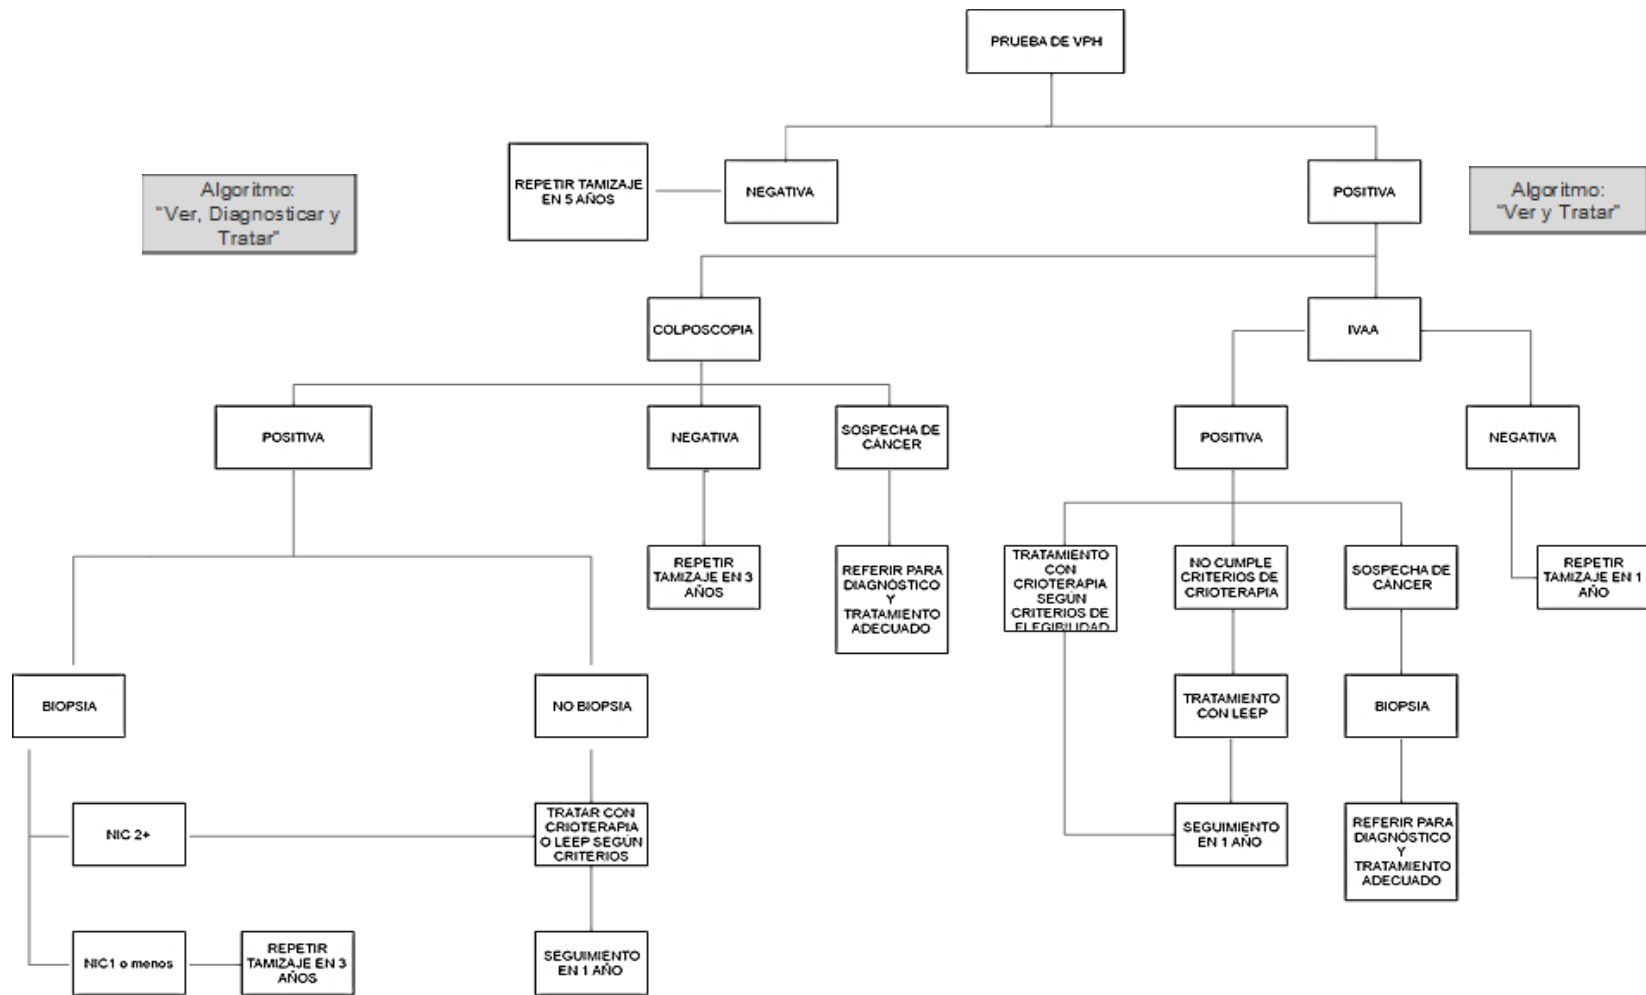 PRUEBA DE VPH
REPETIR TAMIZAJE
EN 5 AÑOS
NEGATIVA
POSITIVA
Algoritmo:
"Ver, Diagnosticar y
Tratar"
Algoritmo:
"Ver y Tratar"
COLPOSCOPIA
IVAA
POSITIVA
NEGATIVA
SOSPECHA DE
CÁNCER
POSITIVA
NEGATIVA
REPETIR
TAMIZAJE EN 3
AÑOS
REFERIR PARA
DIAGNÓSTICO
Y
TRATAMIENTO
ADECUADO
TRATAMIENTO
CON
CRIOTERAPIA
SEGÚN
CRITERIOS DE
ELEGIBILIDAD
NO CUMPLE
CRITERIOS DE
CRIOTERAPIA
SOSPECHA DE
CÁNCER
REPETIR
TAMIZAJE EN 1
AÑO
BIOPSIA
NO BIOPSIA
TRATAMIENTO
CON LEEP
BIOPSIA
NIC 2+
TRATAR CON
CRIOTERAPIA
O LEEP SEGÚN
CRITERIOS
SEGUIMIENTO
EN 1 AÑO
REFERIR PARA
DIAGNÓSTICO
Y
TRATAMIENTO
ADECUADO
NIC1 o menos
REPETIR
TAMIZAJE EN 3
AÑOS
SEGUIMIENTO
EN 1 AÑO